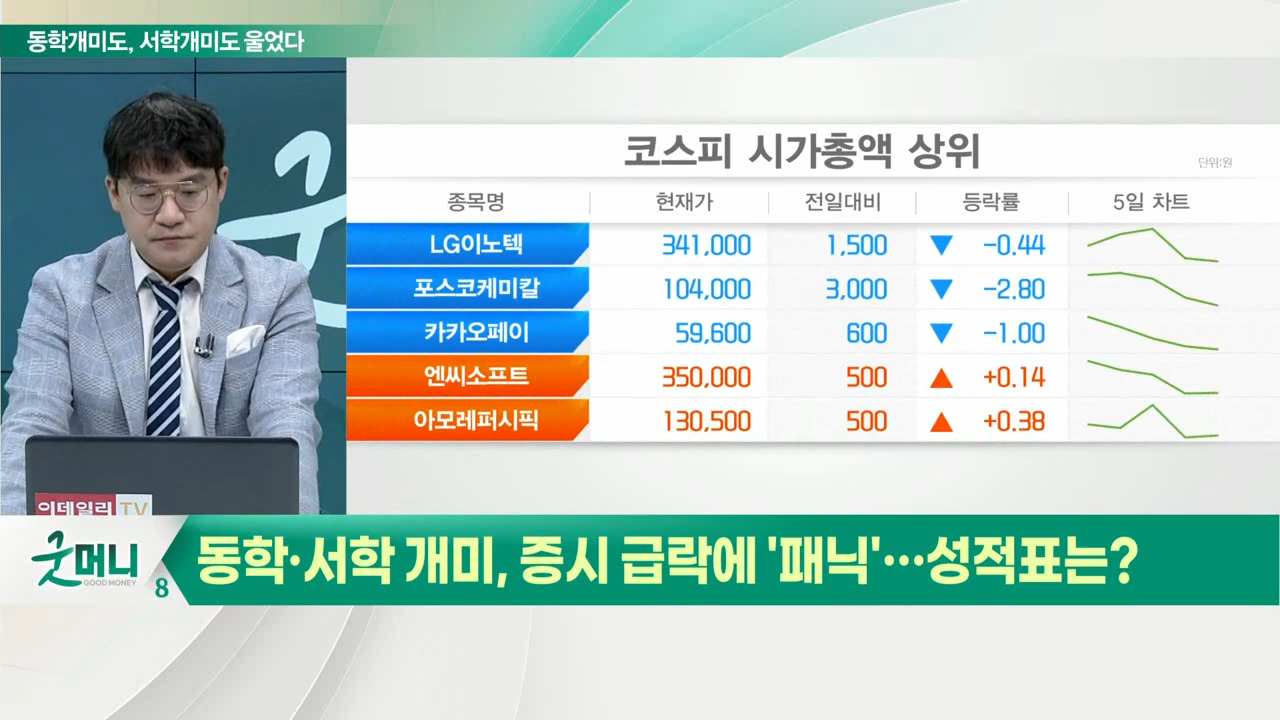 동학개미도, 서학개미도 울었다
코스피 시가총액 상위
단위:원
종목명 현재가 전일대비 등락률 5일 차트
LG이노텍 341,000 1,500 ▼ -0.44
포스코케미칼 104,000 3,000 ▼ -2.80
카카오페이 59,600 600 ▼ -1.00
엔씨소프트 350,000 500 ▲ +0.14
아모레퍼시픽 130,500 500 ▲ +0.38
이데일리 TV
굿머니
GOOD MONEY
8
동학·서학 개미, 증시 급락에 '패닉'…성적표는?